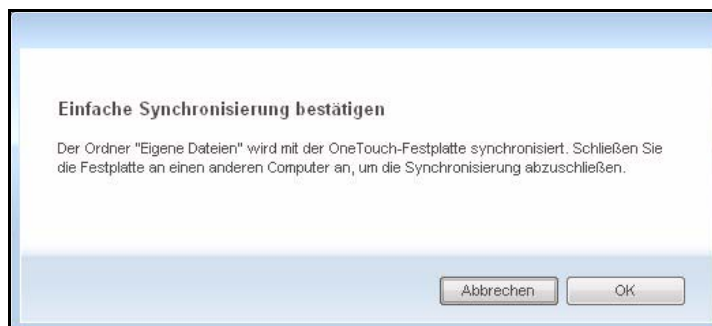 Einfache Synchronisierung bestätigen
Der Ordner "Eigene Dateien" wird mit der OneTouch-Festplatte synchronisiert. Schließen Sie
die Festplatte an einen anderen Computer an, um die Synchronisierung abzuschließen.
Abbrechen
OK